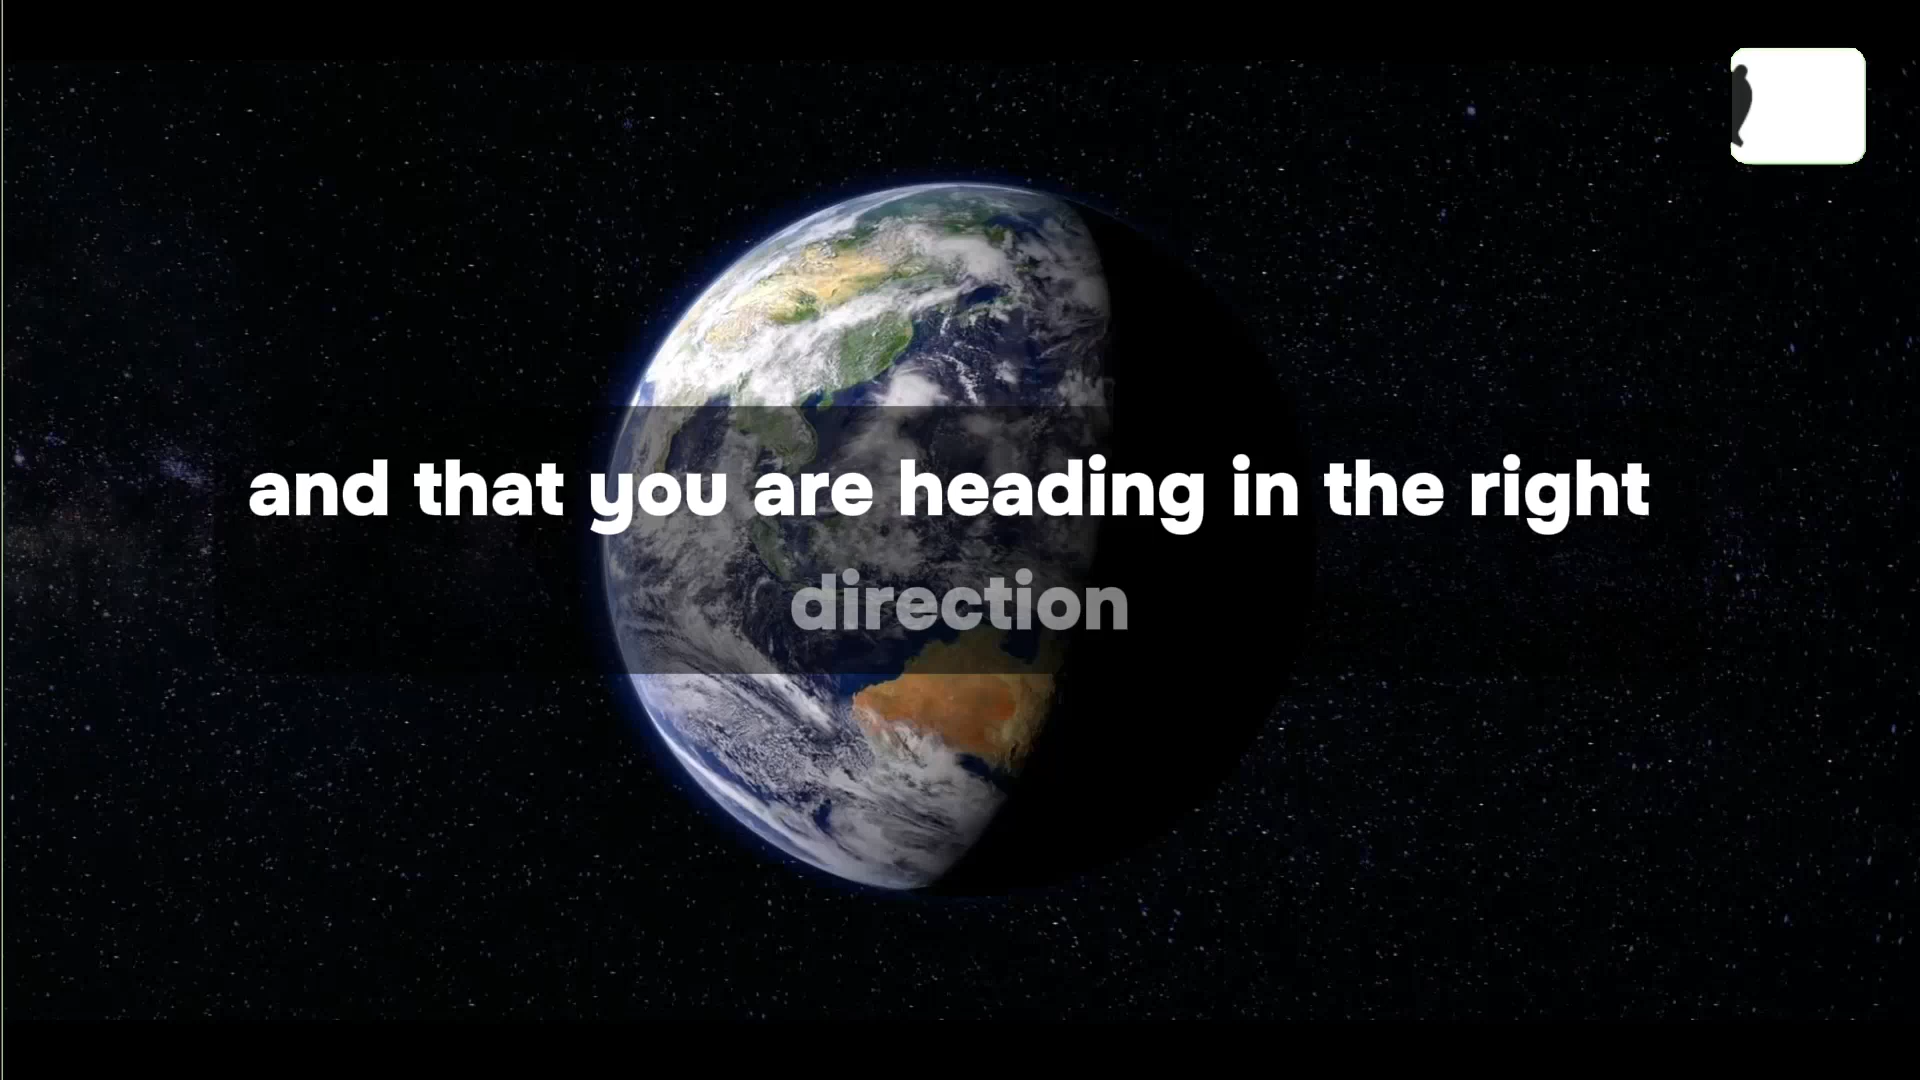 and that you are heading in the right
direction